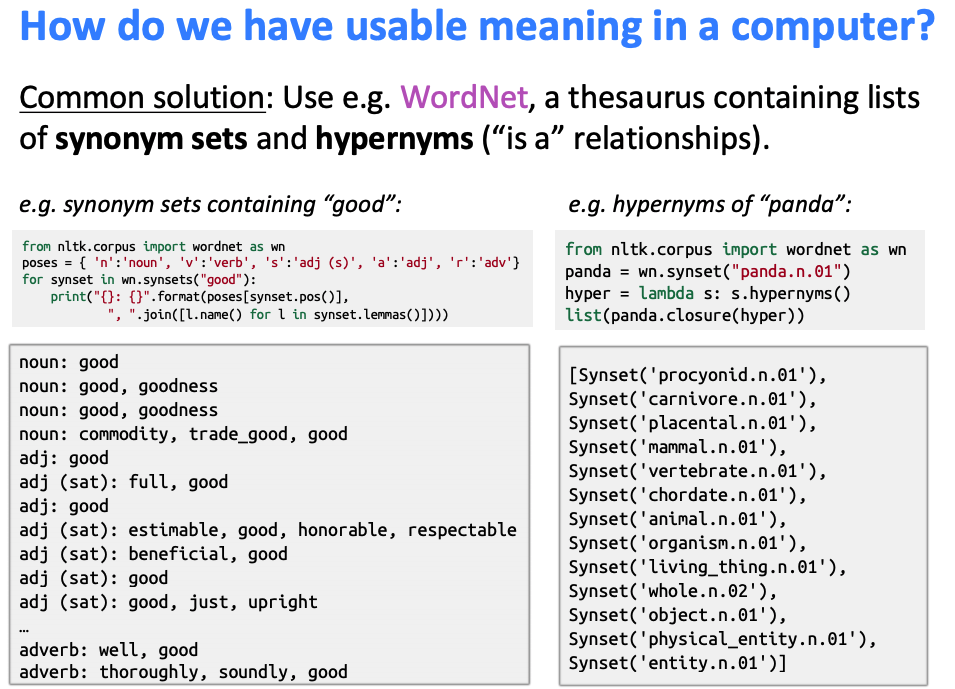 How do we have usable meaning in a computer?
Common solution: Use e.g. WordNet, a thesaurus containing lists
of synonym sets and hypernyms (“is a” relationships).
e.g. synonym sets containing “good”:
from nltk.corpus import wordnet as wn
poses = { 'n':'noun', 'v':'verb', 's':'adj (s)', 'a':'adj', 'r':'adv'}
for synset in wn.synsets("good"):
    print("{}: {}".format(poses[synset.pos()],
            ", ".join([l.name() for l in synset.lemmas()])))
noun: good
noun: good, goodness
noun: good, goodness
noun: commodity, trade_good, good
adj: good
adj (sat): full, good
adj: good
adj (sat): estimable, good, honorable, respectable
adj (sat): beneficial, good
adj (sat): good
adj (sat): good, just, upright
…
adverb: well, good
adverb: thoroughly, soundly, good
e.g. hypernyms of “panda”:
from nltk.corpus import wordnet as wn
panda = wn.synset("panda.n.01")
hyper = lambda s: s.hypernyms()
list(panda.closure(hyper))
[Synset('procyonid.n.01'),
Synset('carnivore.n.01'),
Synset('placental.n.01'),
Synset('mammal.n.01'),
Synset('vertebrate.n.01'),
Synset('chordate.n.01'),
Synset('animal.n.01'),
Synset('organism.n.01'),
Synset('living_thing.n.01'),
Synset('whole.n.02'),
Synset('object.n.01'),
Synset('physical_entity.n.01'),
Synset('entity.n.01')]